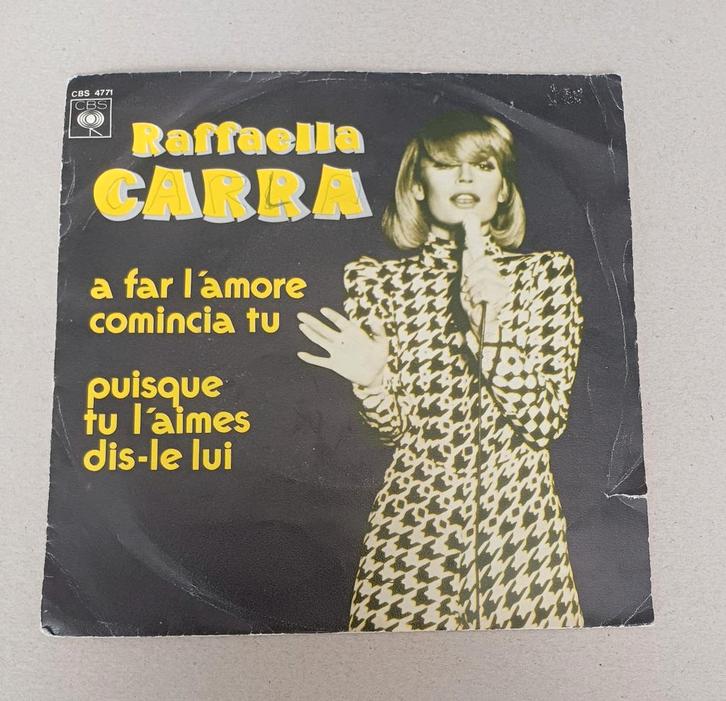 CBS 4771
CBS
Raffaella
CARRA
a far l'amore
comincia tu
puisque
tu l'aimes
dis-le lui